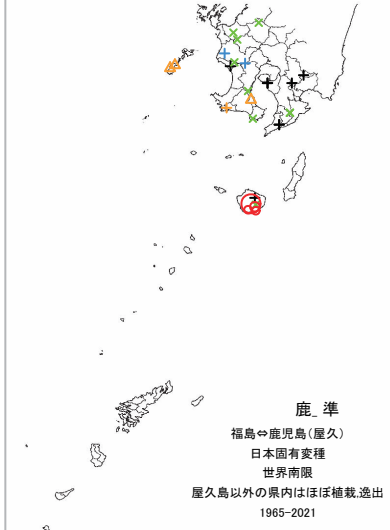 鹿_ 準
福島⇔鹿児島(屋久)
日本固有変種
世界南限
屋久島以外の県内はほぼ植栽,逸出
1965-2021